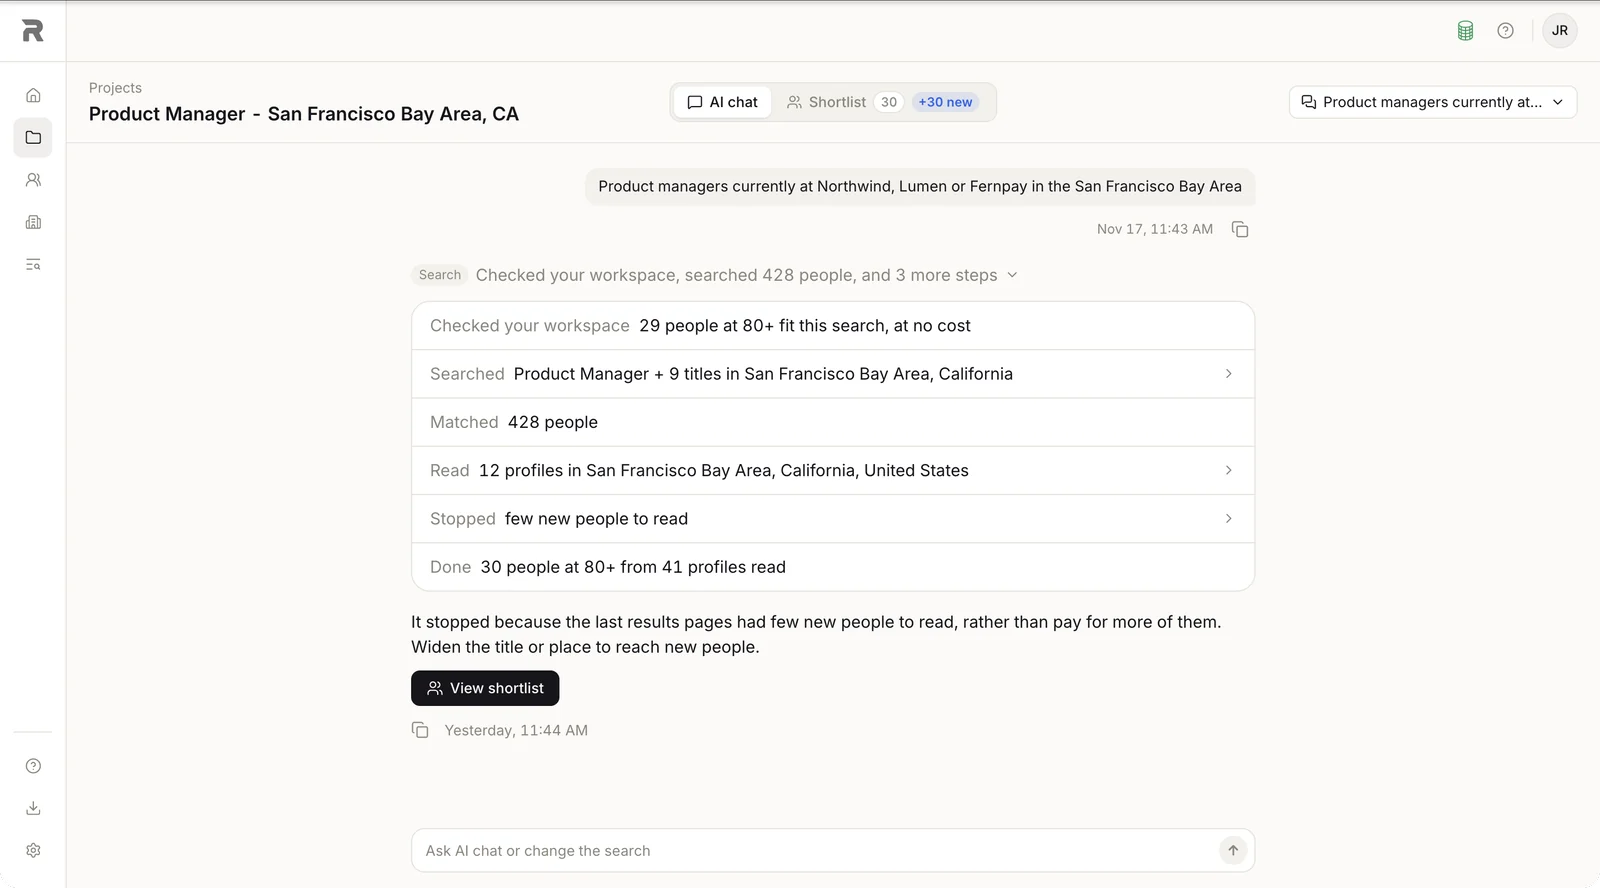 JR
Projects
Product Manager - San Francisco Bay Area, CA
AI chat
Shortlist 30 +30 new
Product managers currently at...
Product managers currently at Northwind, Lumen or Fernpay in the San Francisco Bay Area
Nov 17, 11:43 AM
Search Checked your workspace, searched 428 people, and 3 more steps
Checked your workspace 29 people at 80+ fit this search, at no cost
Searched Product Manager + 9 titles in San Francisco Bay Area, California
Matched 428 people
Read 12 profiles in San Francisco Bay Area, California, United States
Stopped few new people to read
Done 30 people at 80+ from 41 profiles read
It stopped because the last results pages had few new people to read, rather than pay for more of them.
Widen the title or place to reach new people.
View shortlist
Yesterday, 11:44 AM
Ask AI chat or change the search